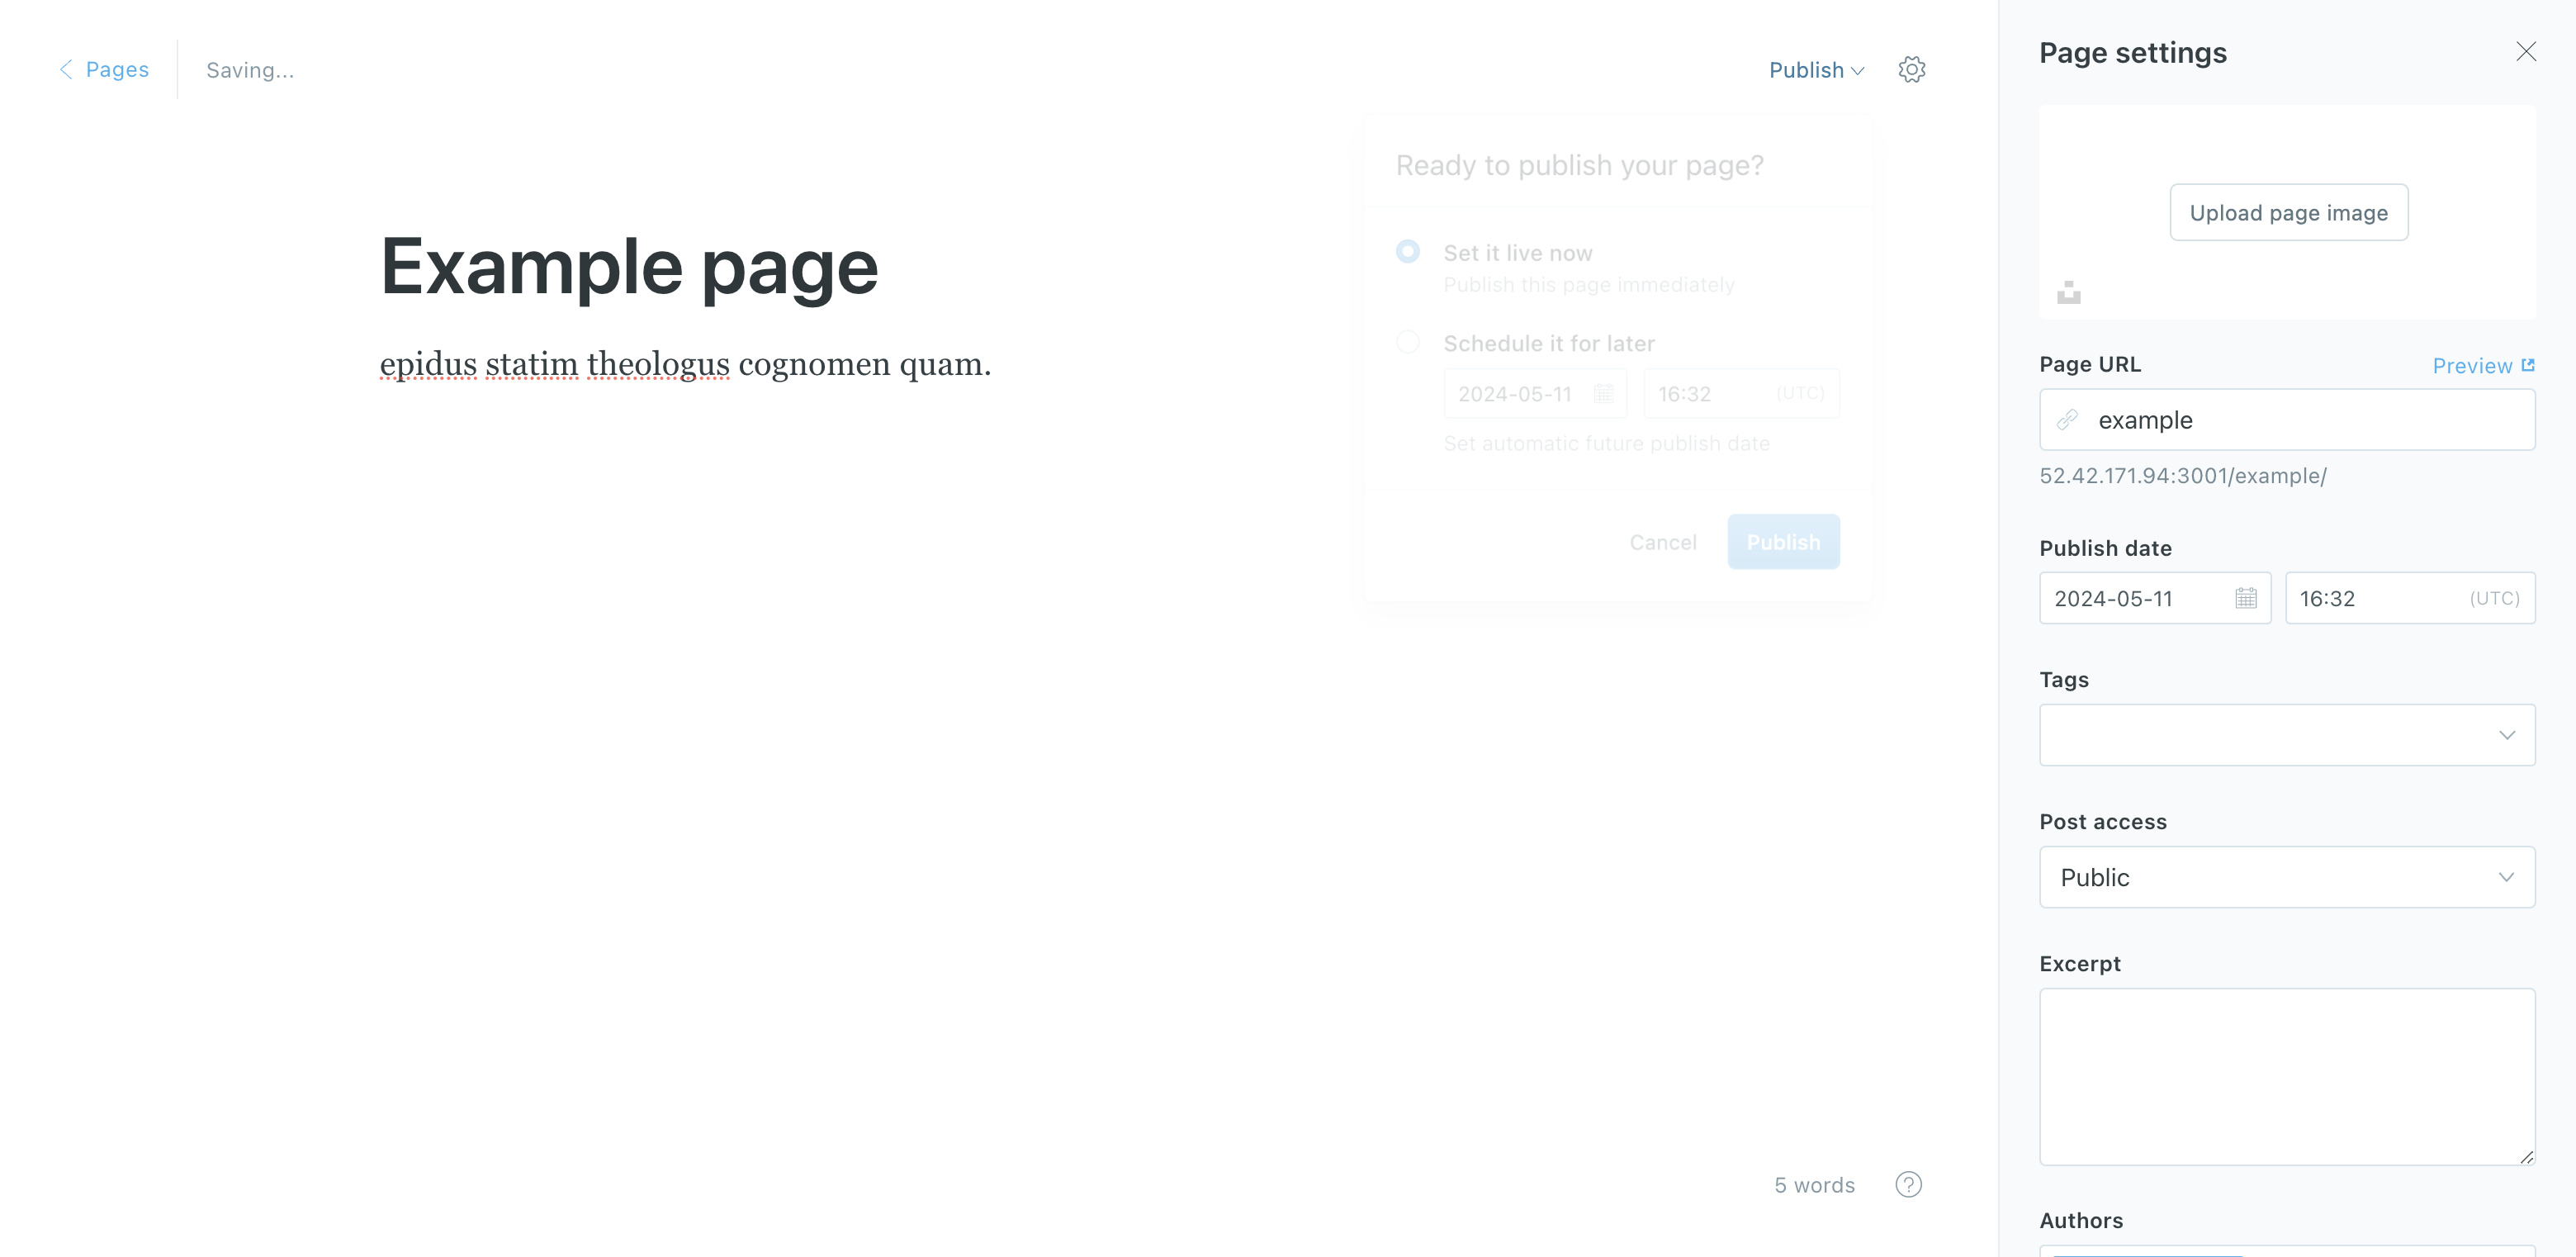 Pages
Saving...
Publish
Ready to publish your page?
Set it live now
Publish this page immediately
Schedule it for later
2024-05-11
16:32
(UTC)
Set automatic future publish date
Cancel
Publish
Example page
epidus statim theologus cognomen quam.
5 words
?
Page settings
Upload page image
Page URL
Preview
example
52.42.171.94:3001/example/
Publish date
2024-05-11
16:32
(UTC)
Tags
Post access
Public
Excerpt
Authors